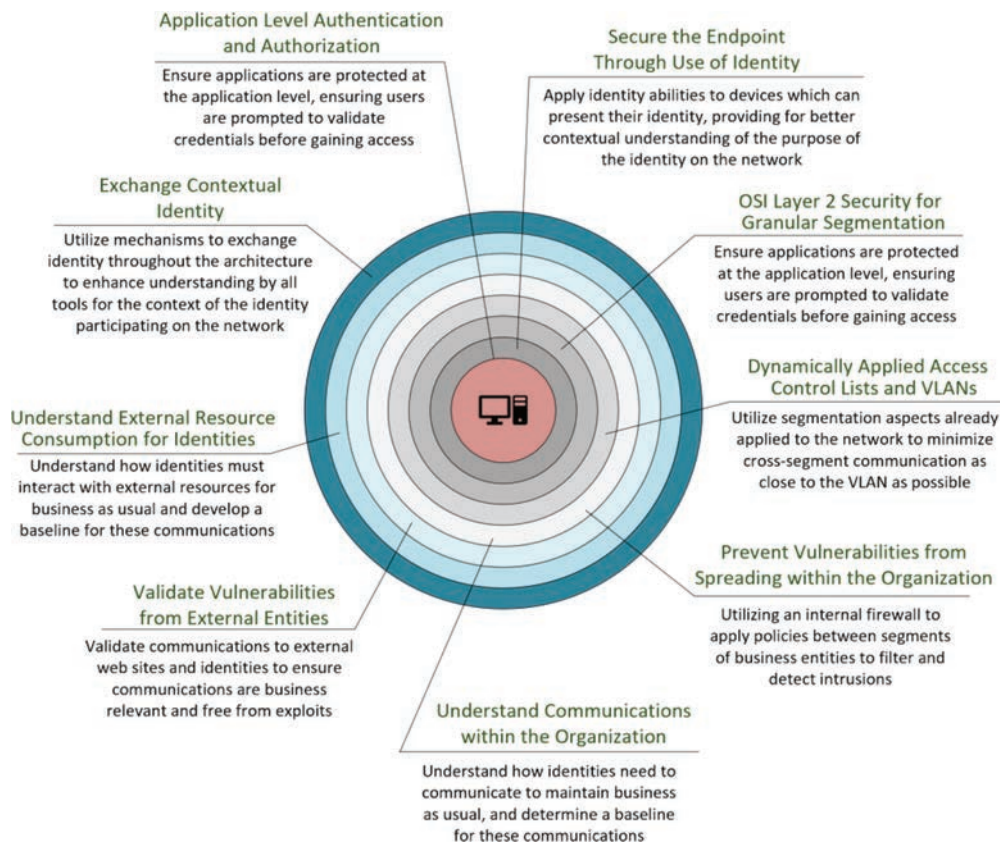 Application Level Authentication
and Authorization
Ensure applications are protected at
the application level, ensuring users
are prompted to validate
credentials before gaining access
Secure the Endpoint
Through Use of Identity
Apply identity abilities to devices which can
present their identity, providing for better
contextual understanding of the purpose of
the identity on the network
Exchange Contextual
Identity
Utilize mechanisms to exchange
identity throughout the architecture
to enhance understanding by all
tools for the context of the identity
participating on the network
OSI Layer 2 Security for
Granular Segmentation
Ensure applications are protected
at the application level, ensuring
users are prompted to validate
credentials before gaining access
Understand External Resource
Consumption for Identities
Understand how identities must
interact with external resources for
business as usual and develop a
baseline for these communications
Dynamically Applied Access
Control Lists and VLANs
Utilize segmentation aspects already
applied to the network to minimize
cross-segment communication as
close to the VLAN as possible
Validate Vulnerabilities
from External Entities
Validate communications to external
web sites and identities to ensure
communications are business
relevant and free from exploits
Prevent Vulnerabilities from
Spreading within the Organization
Utilizing an internal firewall to
apply policies between segments
of business entities to filter and
detect intrusions
Understand Communications
within the Organization
Understand how identities need to
communicate to maintain business
as usual, and determine a baseline
for these communications